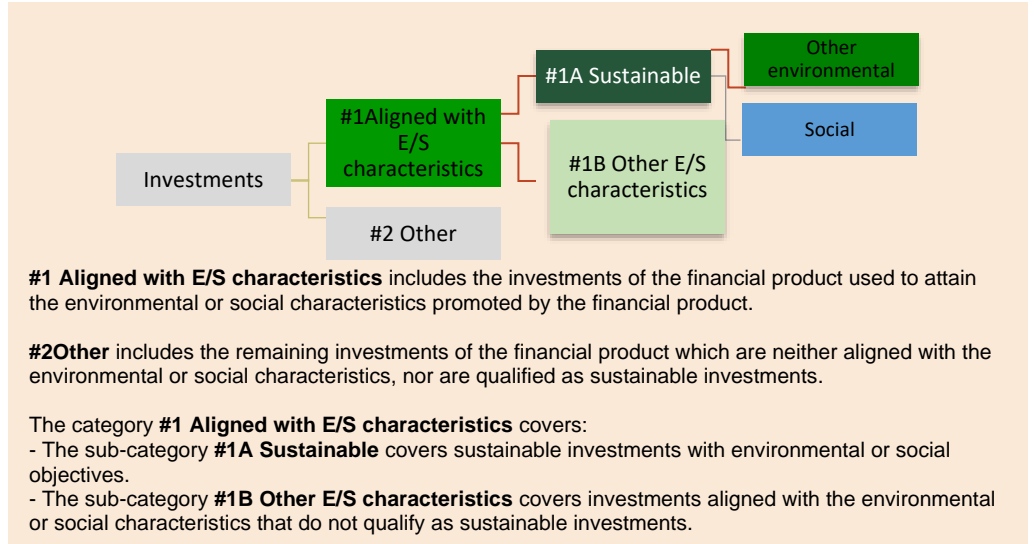 Other
environmental
#1A Sustainable
#1Aligned with
E/S
characteristics
Social
#1B Other E/S
characteristics
Investments
#2 Other
#1 Aligned with E/S characteristics includes the investments of the financial product used to attain
the environmental or social characteristics promoted by the financial product.
#2Other includes the remaining investments of the financial product which are neither aligned with the
environmental or social characteristics, nor are qualified as sustainable investments.
The category #1 Aligned with E/S characteristics covers:
- The sub-category #1A Sustainable covers sustainable investments with environmental or social
objectives.
- The sub-category #1B Other E/S characteristics covers investments aligned with the environmental
or social characteristics that do not qualify as sustainable investments.